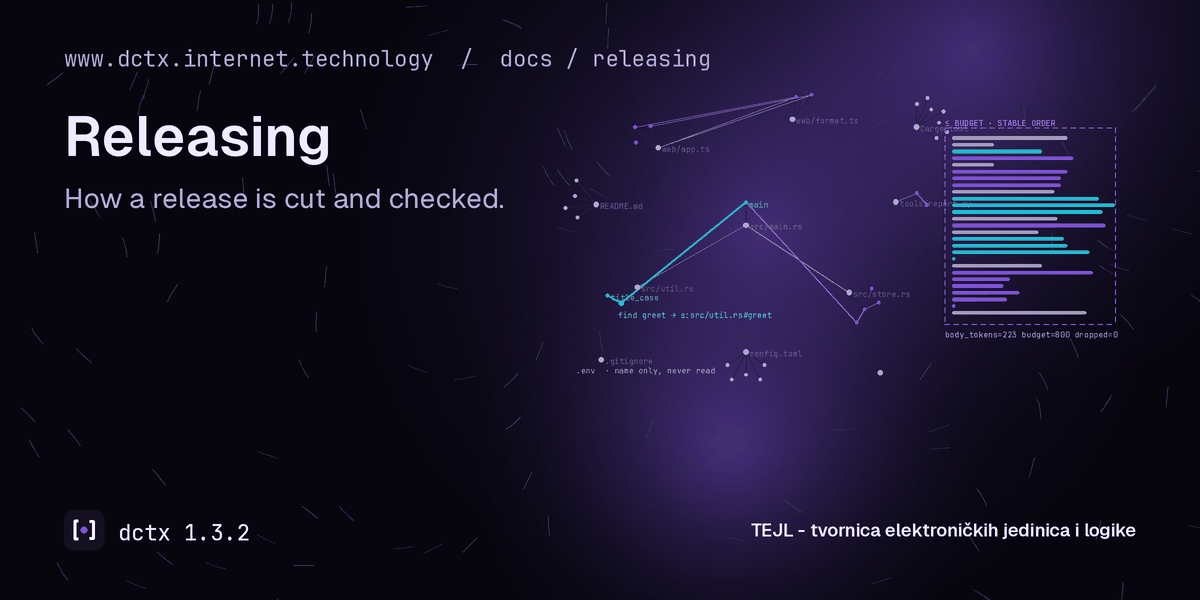 www.dctx.internet.technology / docs / releasing
Releasing
How a release is cut and checked.
web/format.ts
web/app.ts
≤ BUDGET · STABLE ORDER
README.md
main
src/main.rs
src/util.rs
title_case
find greet → s:src/util.rs#greet
src/store.rs
body_tokens=223 budget=800 dropped=0
.gitignore
config.toml
.env · name only, never read
dctx 1.3.2
TEJL - tvornica elektroničkih jedinica i logike